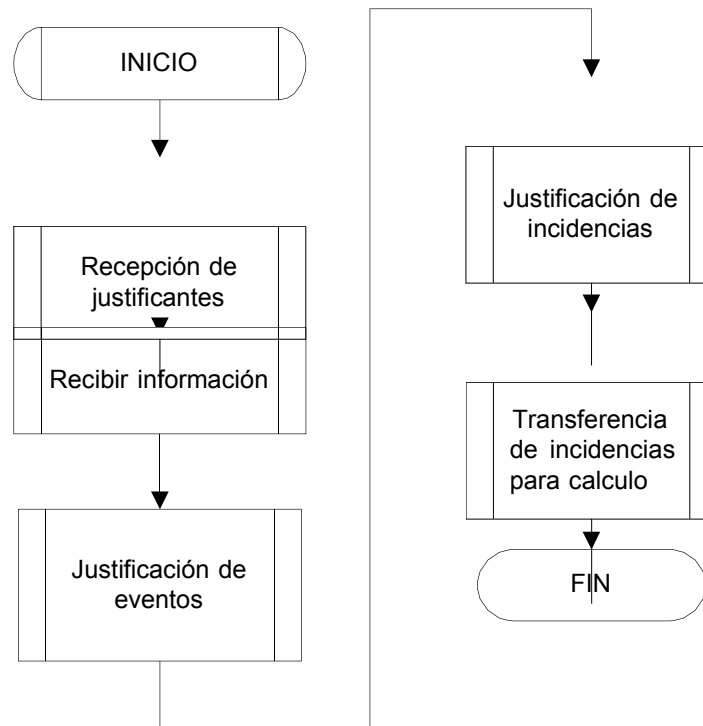 INICIO
Recepción de
justificantes
Recibir información
Justificación de
eventos
Justificación de
incidencias
Transferencia
de incidencias
para calculo
FIN